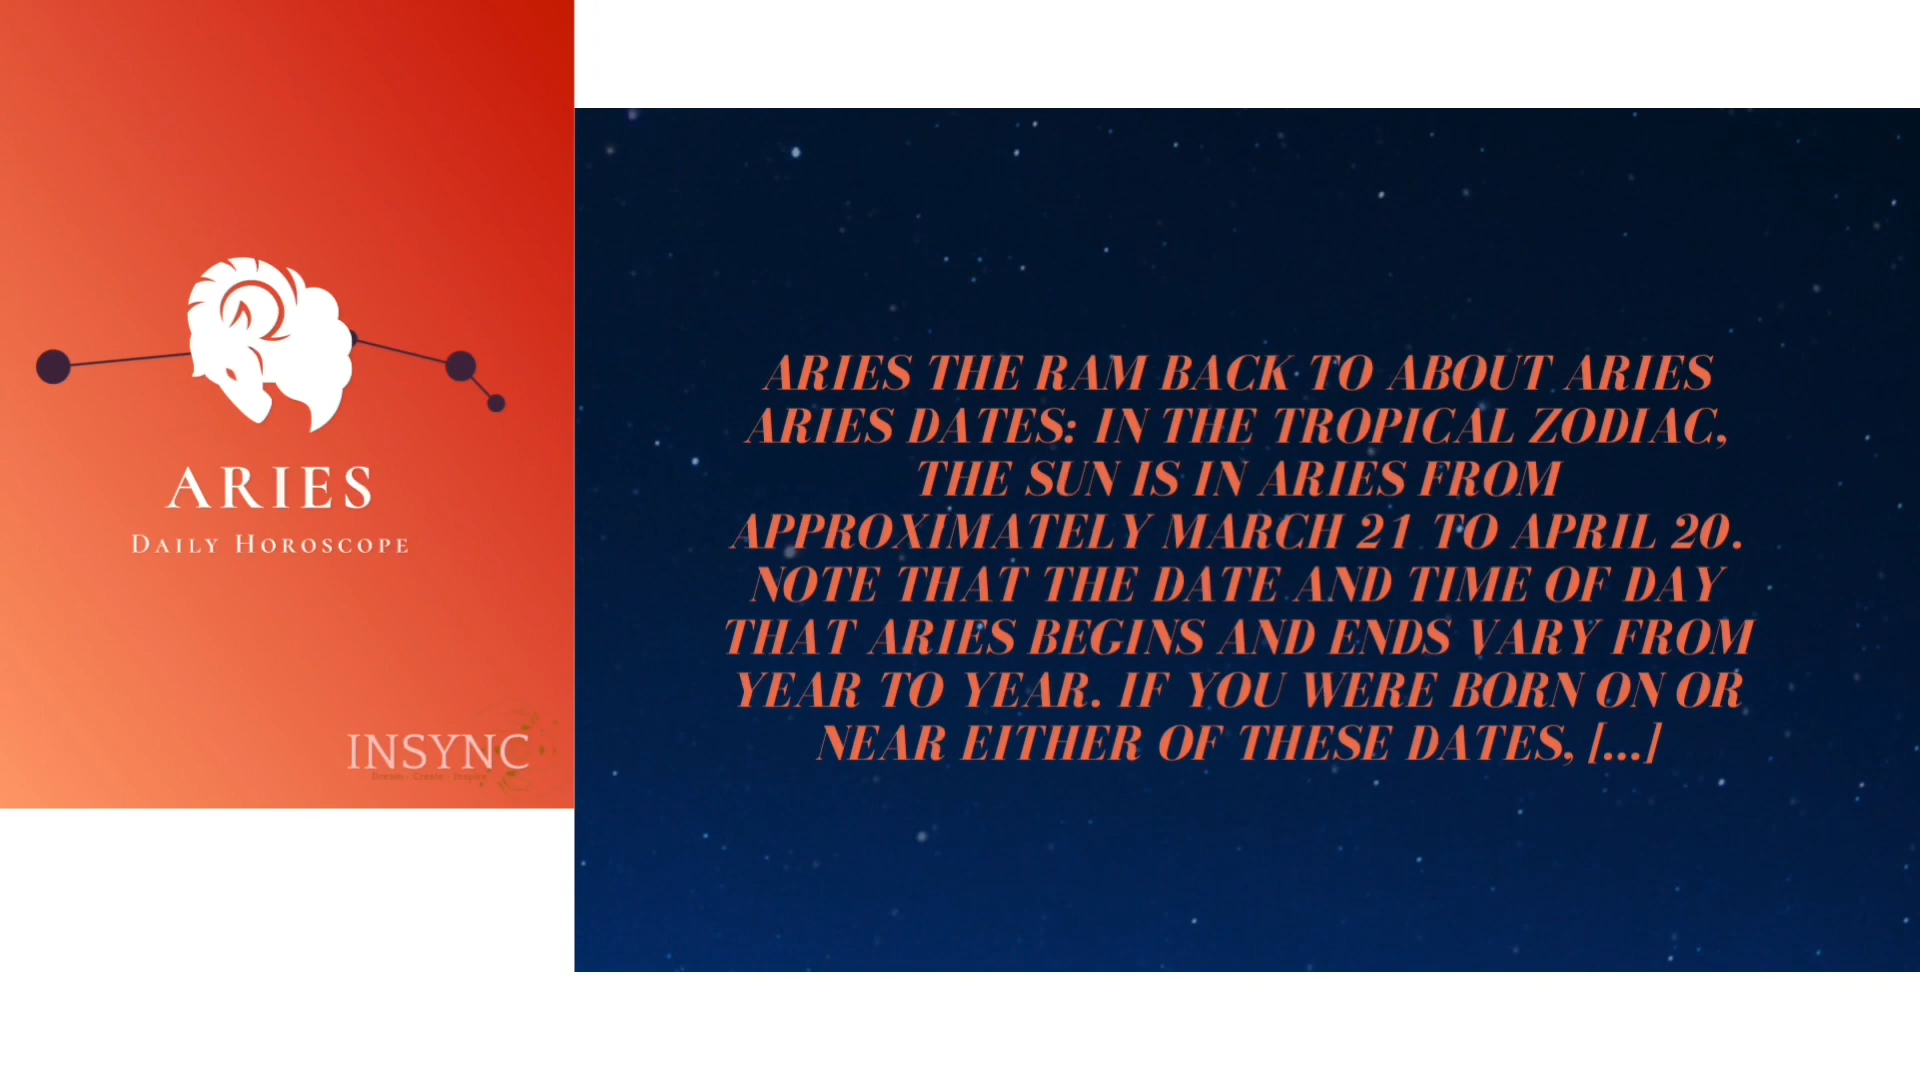 ARIES
DAILY HOROSCOPE
INSYNC
Dream - Create - Inspire
ARIES THE RAM BACK TO ABOUT ARIES
ARIES DATES: IN THE TROPICAL ZODIAC,
THE SUN IS IN ARIES FROM
APPROXIMATELY MARCH 21 TO APRIL 20.
NOTE THAT THE DATE AND TIME OF DAY
THAT ARIES BEGINS AND ENDS VARY FROM
YEAR TO YEAR. IF YOU WERE BORN ON OR
NEAR EITHER OF THESE DATES, [...]